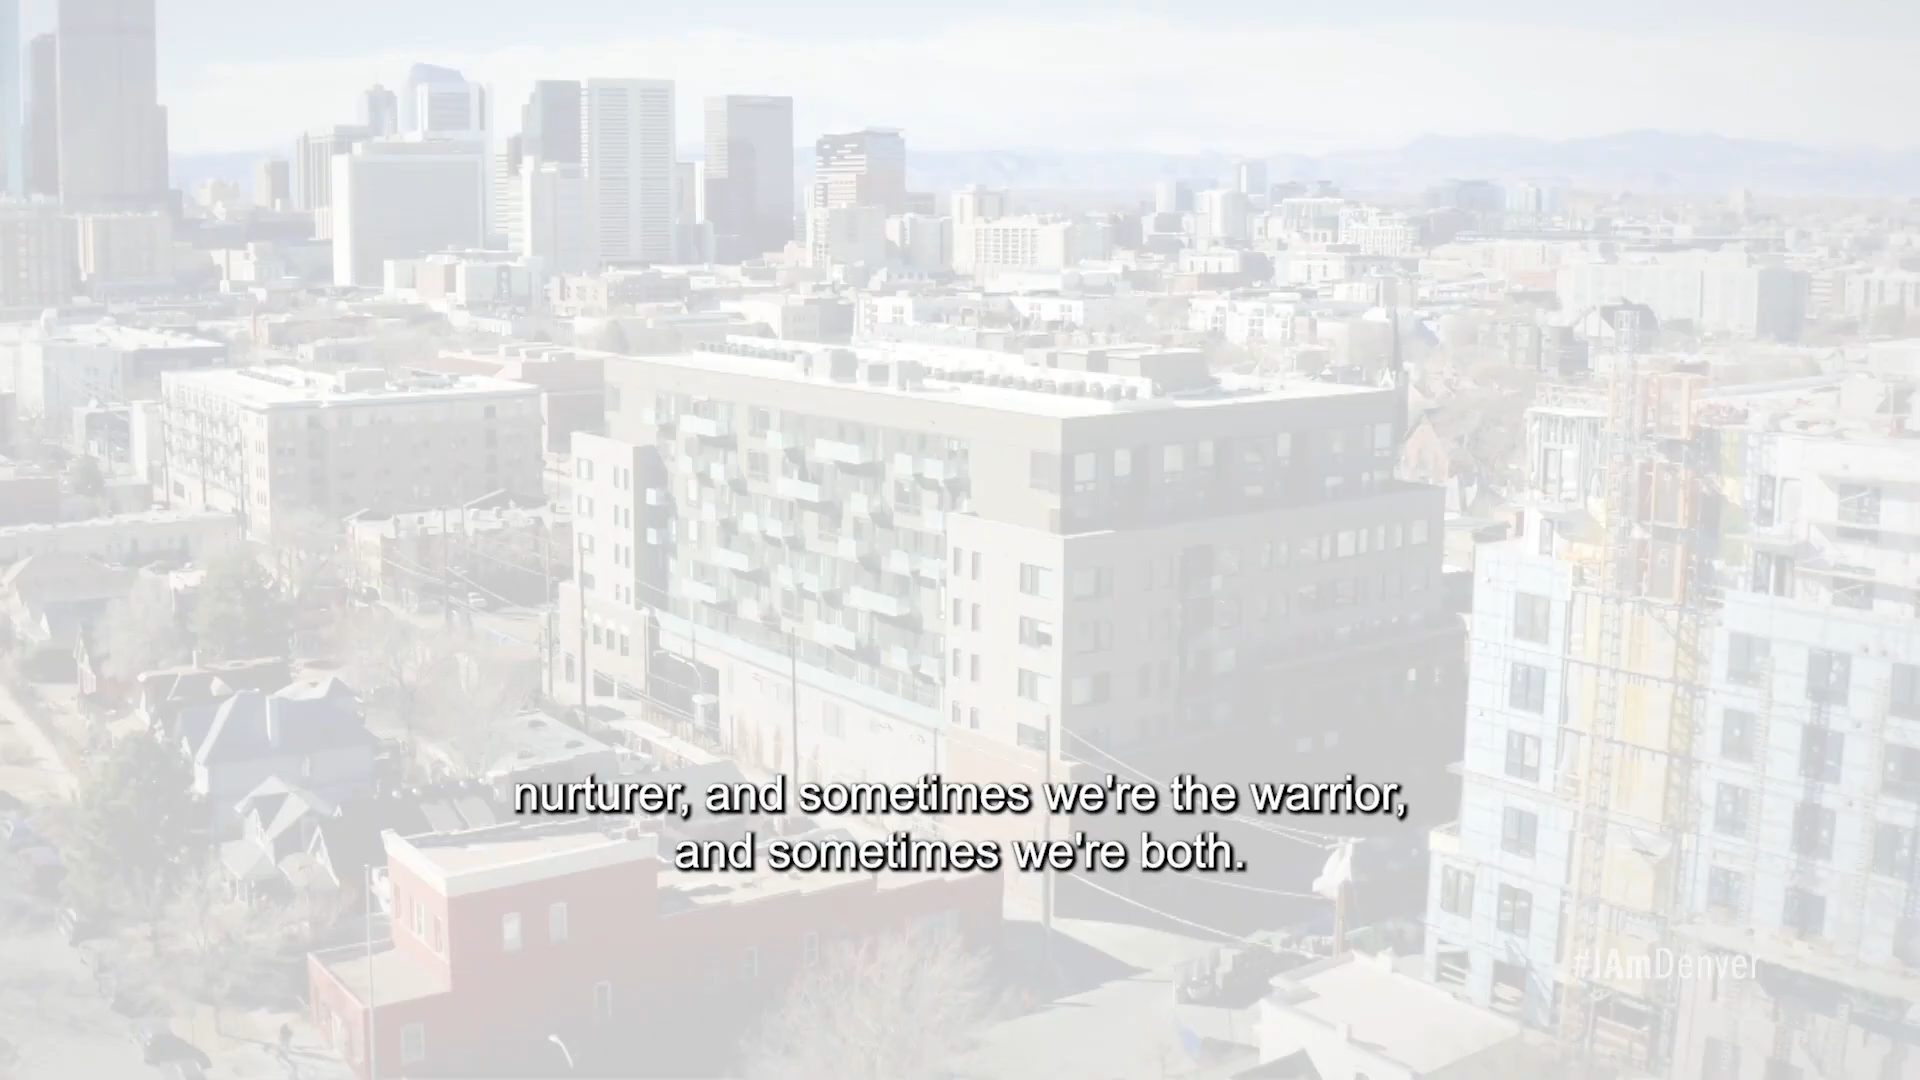 nurturer, and sometimes we're the warrior,
and sometimes we're both.
#IAmDenver